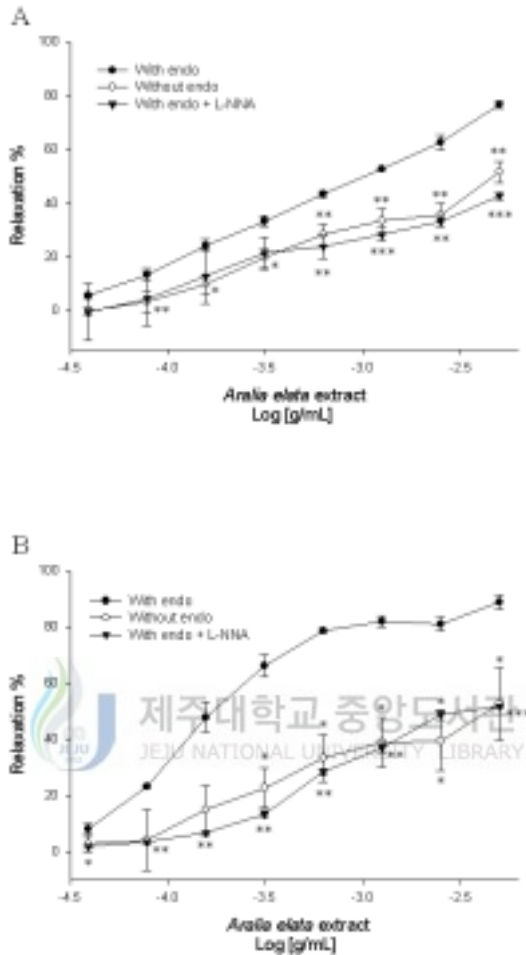 A
100
With endo
Without endo
With endo + L-NNA
80
60
40
20
0
Relaxation %
** ** ** **
* * * ** ** *** ** ***
-4.5 -4.0 -3.5 -3.0 -2.5
Aralia elata extract
Log [g/mL]
B
100
With endo
Without endo
With endo + L-NNA
80
60
40
20
0
Relaxation %
제주대학교 중앙도서관
JEJU NATIONAL UNIVERSITY LIBRARY
JEJU
* * * * *
* ** ** ** ** ** * ***
-4.5 -4.0 -3.5 -3.0 -2.5
Aralia elata extract
Log [g/mL]